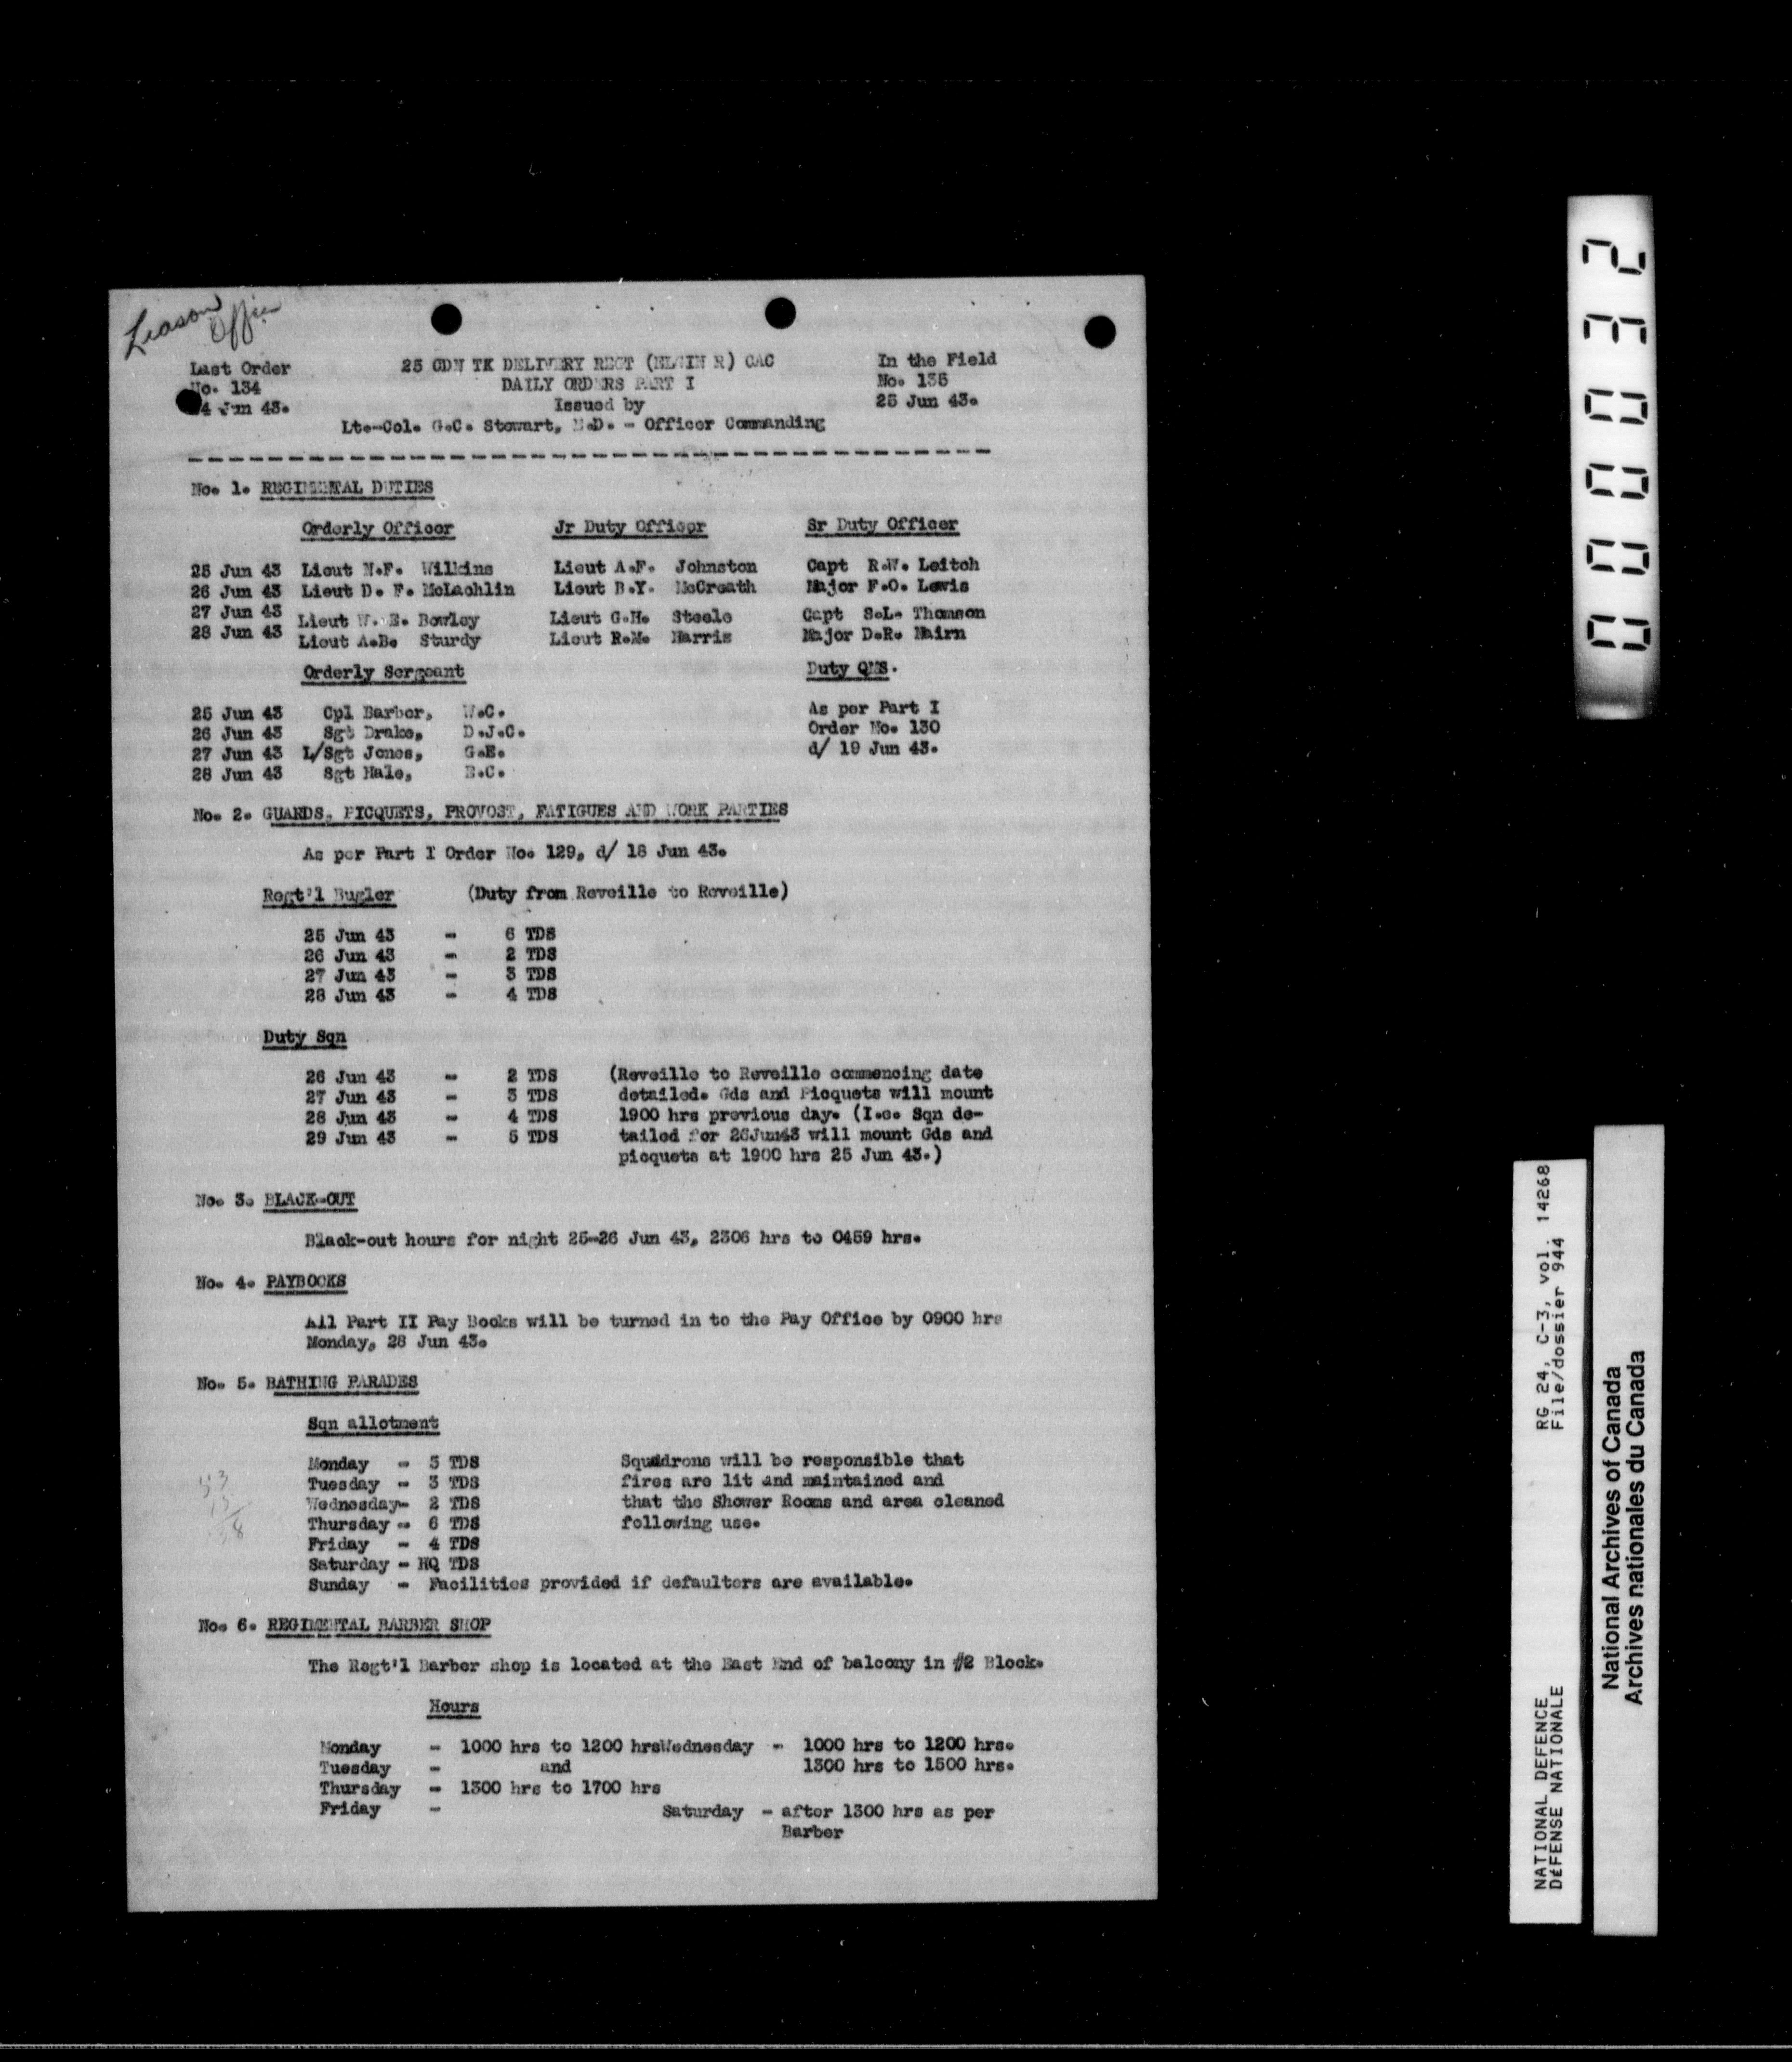 Leason
Office
Last Order
No. 134
4 Jun 43.
25 CDN TK DELIVERY REGT (ELGIN R) CAC
DAILY ORDERS PART I
Issued by
Lt.-Col. G.C. Stewart, E.D. - Officer Commanding
In the Field
No. 135
25 Jun 43.
No. 1. REGIMENTAL DUTIES
Orderly Officer Jr Duty Officer Sr Duty Officer
25 Jun 43 Lieut N.F. Wilkins Lieut A.F. Johnston Capt R.W. Leitch
26 Jun 43 Lieut D. F. McLachlin Lieut B.Y. McCreath Major F.O. Lewis
27 Jun 43 Lieut W. E. Bowley Lieut G.H. Steele Capt S.L. Thomson
28 Jun 43 Lieut A.B. Sturdy Lieut R.M. Harris Major D.R. Nairn
Orderly Sergeant Duty QMS.
25 Jun 43 Cpl Barber, W.C. As per Part I
26 Jun 43 Sgt Drake, D.J.C. Order No. 130
27 Jun 43 L/Sgt Jones, G.E. d/ 19 Jun 43.
28 Jun 43 Sgt Hale, E.C.
No. 2. GUARDS, PICQUETS, PROVOST, FATIGUES AND WORK PARTIES
As per Part I Order No. 129, d/ 18 Jun 43.
Regt'l Bugler (Duty from Reveille to Reveille)
25 Jun 43 - 6 TDS
26 Jun 43 - 2 TDS
27 Jun 43 - 3 TDS
28 Jun 43 - 4 TDS
Duty Sqn
26 Jun 43 - 2 TDS (Reveille to Reveille commencing date
27 Jun 43 - 3 TDS detailed. Gds and Picquets will mount
28 Jun 43 - 4 TDS 1900 hrs previous day. (I.e. Sqn de-
29 Jun 43 - 5 TDS tailed for 26Jun43 will mount Gds and
picquets at 1900 hrs 25 Jun 43.)
No. 3. BLACK-OUT
Black-out hours for night 25-26 Jun 43, 2306 hrs to 0459 hrs.
No. 4. PAYBOOKS
All Part II Pay Books will be turned in to the Pay Office by 0900 hrs
Monday, 28 Jun 43.
No. 5. BATHING PARADES
Sqn allotment
Monday - 5 TDS Squadrons will be responsible that
Tuesday - 3 TDS fires are lit and maintained and
Wednesday- 2 TDS that the Shower Rooms and area cleaned
Thursday - 6 TDS following use.
Friday - 4 TDS
Saturday - HQ TDS
Sunday - Facilities provided if defaulters are available.
No. 6. REGIMENTAL BARBER SHOP
The Regt'l Barber shop is located at the East End of balcony in #2 Block.
Hours
Monday - 1000 hrs to 1200 hrsWednesday - 1000 hrs to 1200 hrs.
Tuesday - and 1300 hrs to 1500 hrs.
Thursday - 1300 hrs to 1700 hrs
Friday - Saturday - after 1300 hrs as per
Barber
000032
RG 24, C-3, vol. 14268
File/dossier 944
NATIONAL DEFENCE
DÉFENSE NATIONALE
National Archives of Canada
Archives nationales du Canada